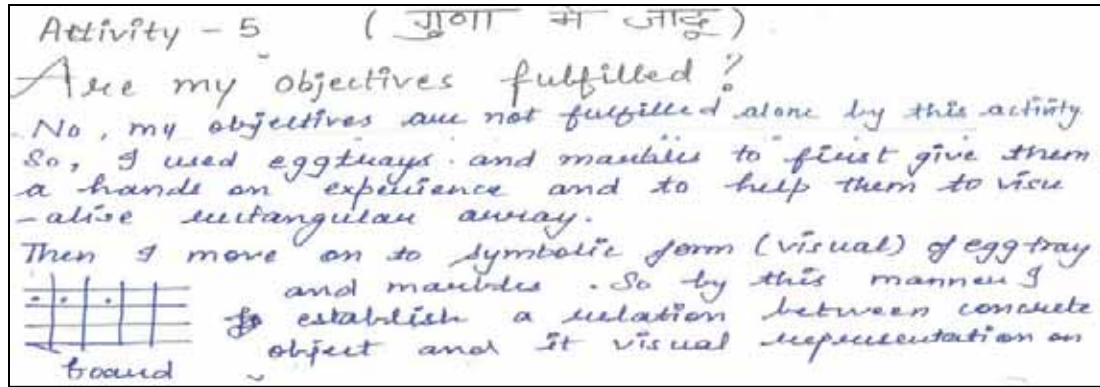 Activity - 5 (गुणा में जादू)
Are my objectives fulfilled?
No, my objectives are not fulfilled alone by this activity
So, I used eggtrays and marbles to first give them
a hands on experience and to help them to visu
-alise rectangular array.
Then I move on to symbolic form (visual) of egg-tray
and marbles. So by this manner I
establish a relation between concrete
object and it visual representation on
board